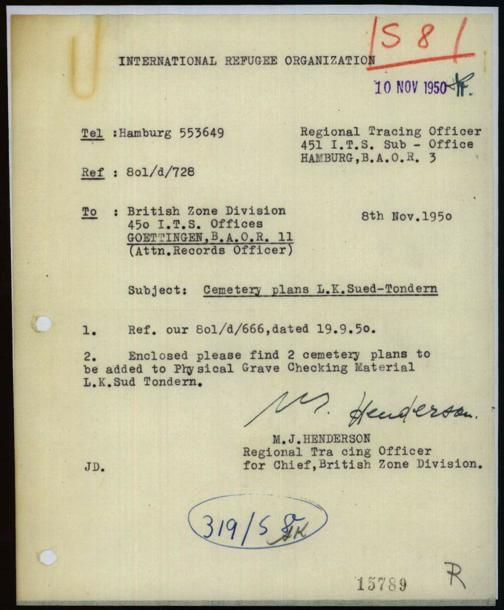 158/
INTERNATIONAL REFUGEE ORGANIZATION
10 NOV 1950
Tel :Hamburg 553649
Regional Tracing Officer
451 I.T.S. Sub - Office
HAMBURG,B.A.O.R. 3
Ref : 8o1/d/728
To : British Zone Division
45o I.T.S. Offices
GOETTINGEN,B.A.O.R. 11
(Attn.Records Officer)
8th Nov.195o
Subject: Cemetery plans L.K.Sued-Tondern
1. Ref. our 8o1/d/666,dated 19.9.5o.
2. Enclosed please find 2 cemetery plans to
be added to Physical Grave Checking Material
L.K.Sud Tondern.
M. Henderson.
M.J.HENDERSON
Regional Tra cing Officer
for Chief,British Zone Division.
JD.
319/5
15789
R